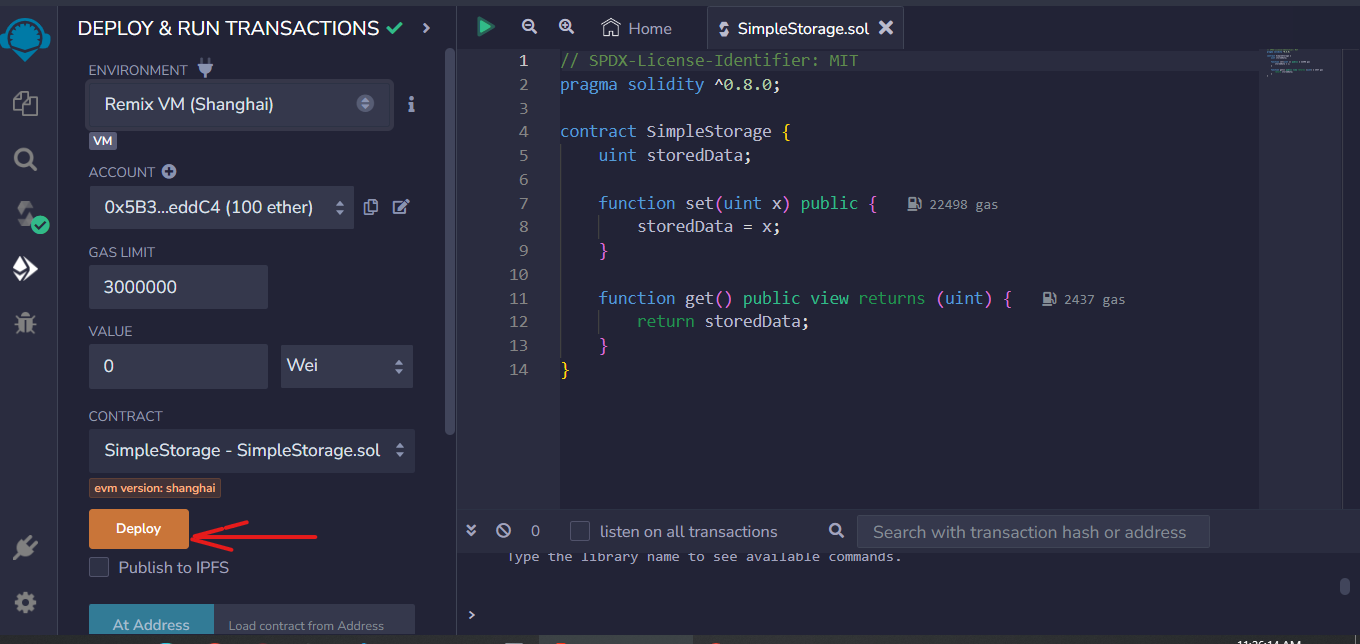 DEPLOY & RUN TRANSACTIONS
ENVIRONMENT
Remix VM (Shanghai)
VM
ACCOUNT
0x5B3...eddC4 (100 ether)
GAS LIMIT
3000000
VALUE
0 Wei
CONTRACT
SimpleStorage - SimpleStorage.sol
evm version: shanghai
Deploy
Publish to IPFS
At Address Load contract from Address
Home SimpleStorage.sol
1 // SPDX-License-Identifier: MIT
2 pragma solidity ^0.8.0;
3
4 contract SimpleStorage {
5 uint storedData;
6
7 function set(uint x) public { 22498 gas
8 storedData = x;
9 }
10
11 function get() public view returns (uint) { 2437 gas
12 return storedData;
13 }
14 }
0 listen on all transactions Search with transaction hash or address
Type the library name to see available commands.
>
11:26:14 AM